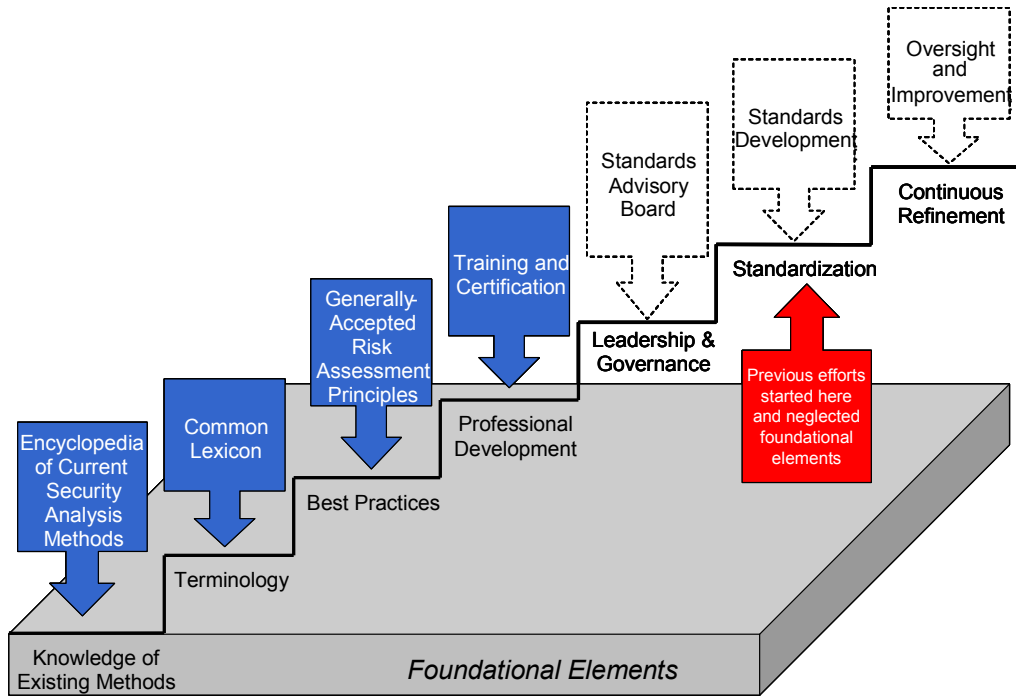 Oversight
and
Improvement
Standards
Development
Standards
Advisory
Board
Continuous
Refinement
Training and
Certification
Standardization
Generally-
Accepted
Risk
Assessment
Principles
Leadership &
Governance
Previous efforts
started here
and neglected
foundational
elements
Common
Lexicon
Professional
Development
Encyclopedia
of Current
Security
Analysis
Methods
Best Practices
Terminology
Knowledge of
Existing Methods
Foundational Elements